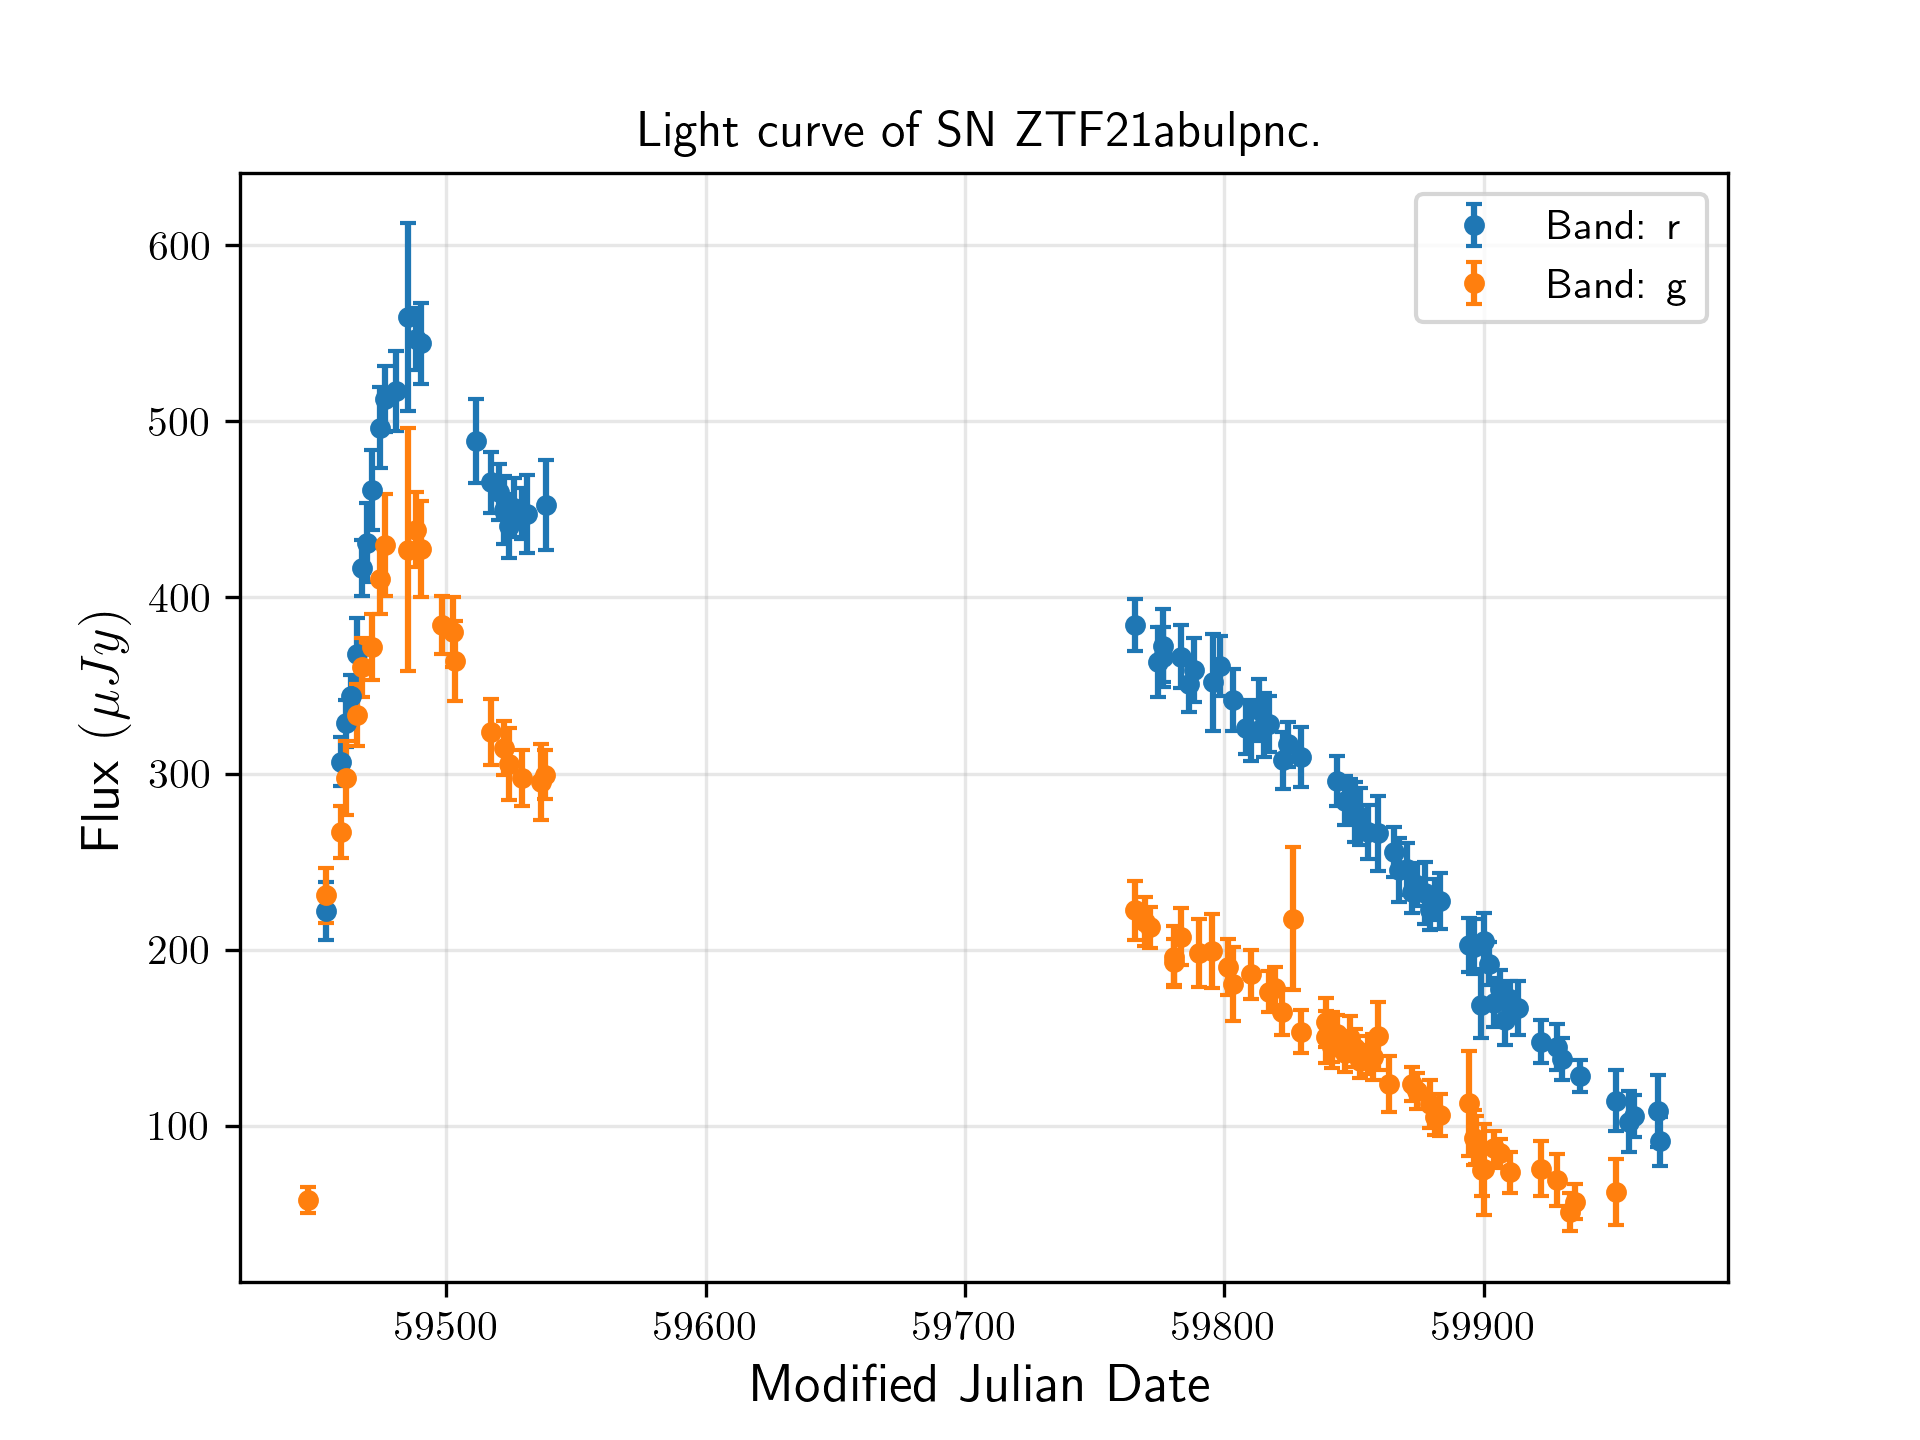 Light curve of SN ZTF21abulpnc.
Band: r
Band: g
600
500
400
300
200
100
Flux (μJy)
59500 59600 59700 59800 59900
Modified Julian Date